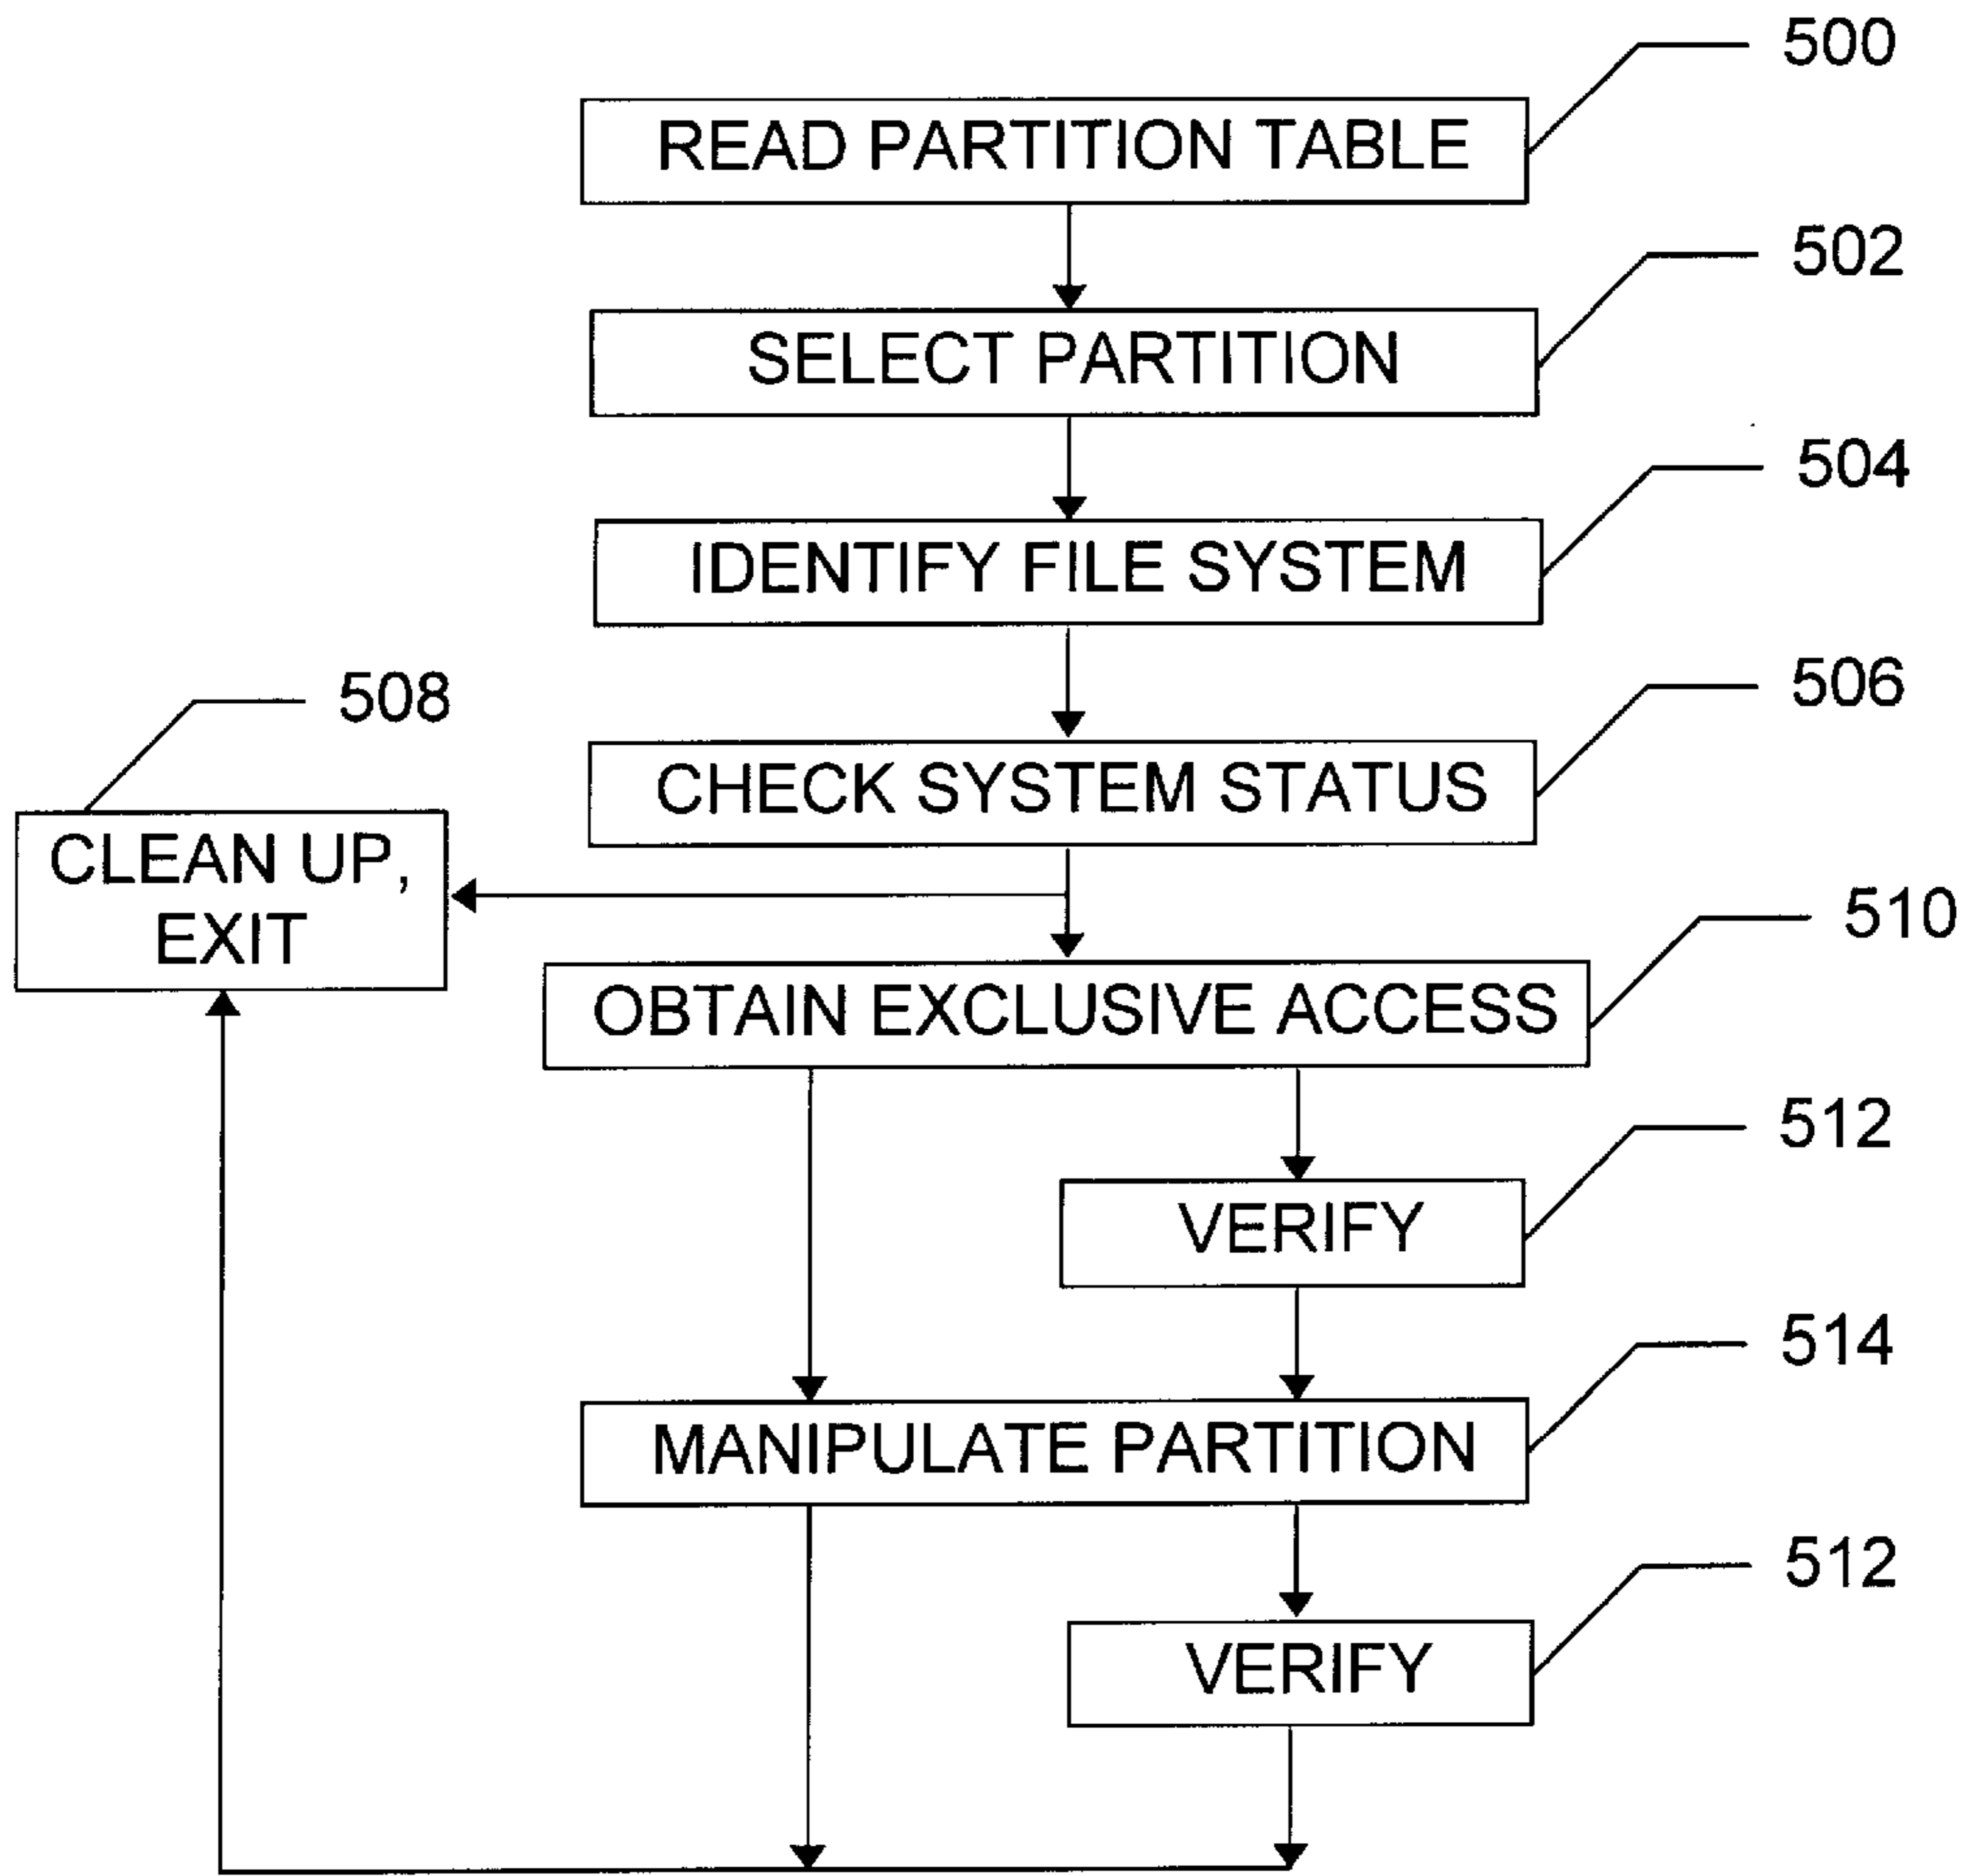 500
READ PARTITION TABLE
502
SELECT PARTITION
504
IDENTIFY FILE SYSTEM
506
CHECK SYSTEM STATUS
508
CLEAN UP,
EXIT
510
OBTAIN EXCLUSIVE ACCESS
512
VERIFY
514
MANIPULATE PARTITION
512
VERIFY